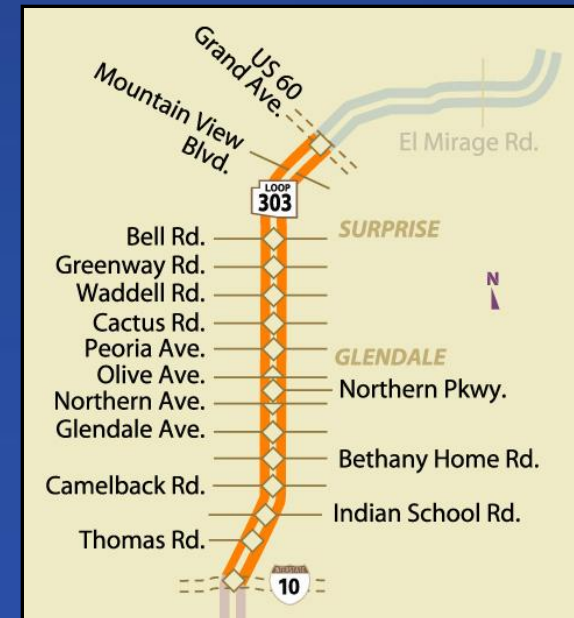 US 60
Grand Ave.
Mountain View
Blvd.
El Mirage Rd.
LOOP
303
SURPRISE
Bell Rd.
Greenway Rd.
N
Waddell Rd.
Cactus Rd.
Peoria Ave.
GLENDALE
Olive Ave.
Northern Pkwy.
Northern Ave.
Glendale Ave.
Bethany Home Rd.
Camelback Rd.
Indian School Rd.
Thomas Rd.
10